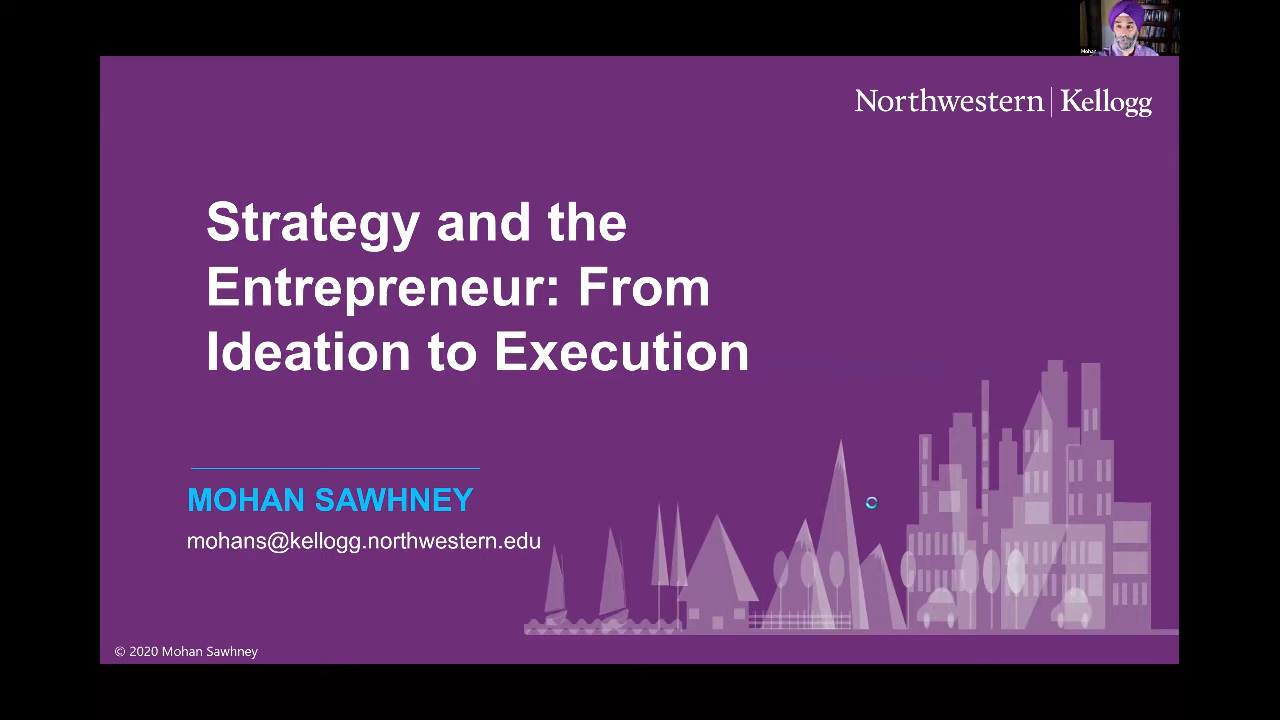 Mohan
Northwestern | Kellogg
Strategy and the
Entrepreneur: From
Ideation to Execution
MOHAN SAWHNEY
mohans@kellogg.northwestern.edu
© 2020 Mohan Sawhney